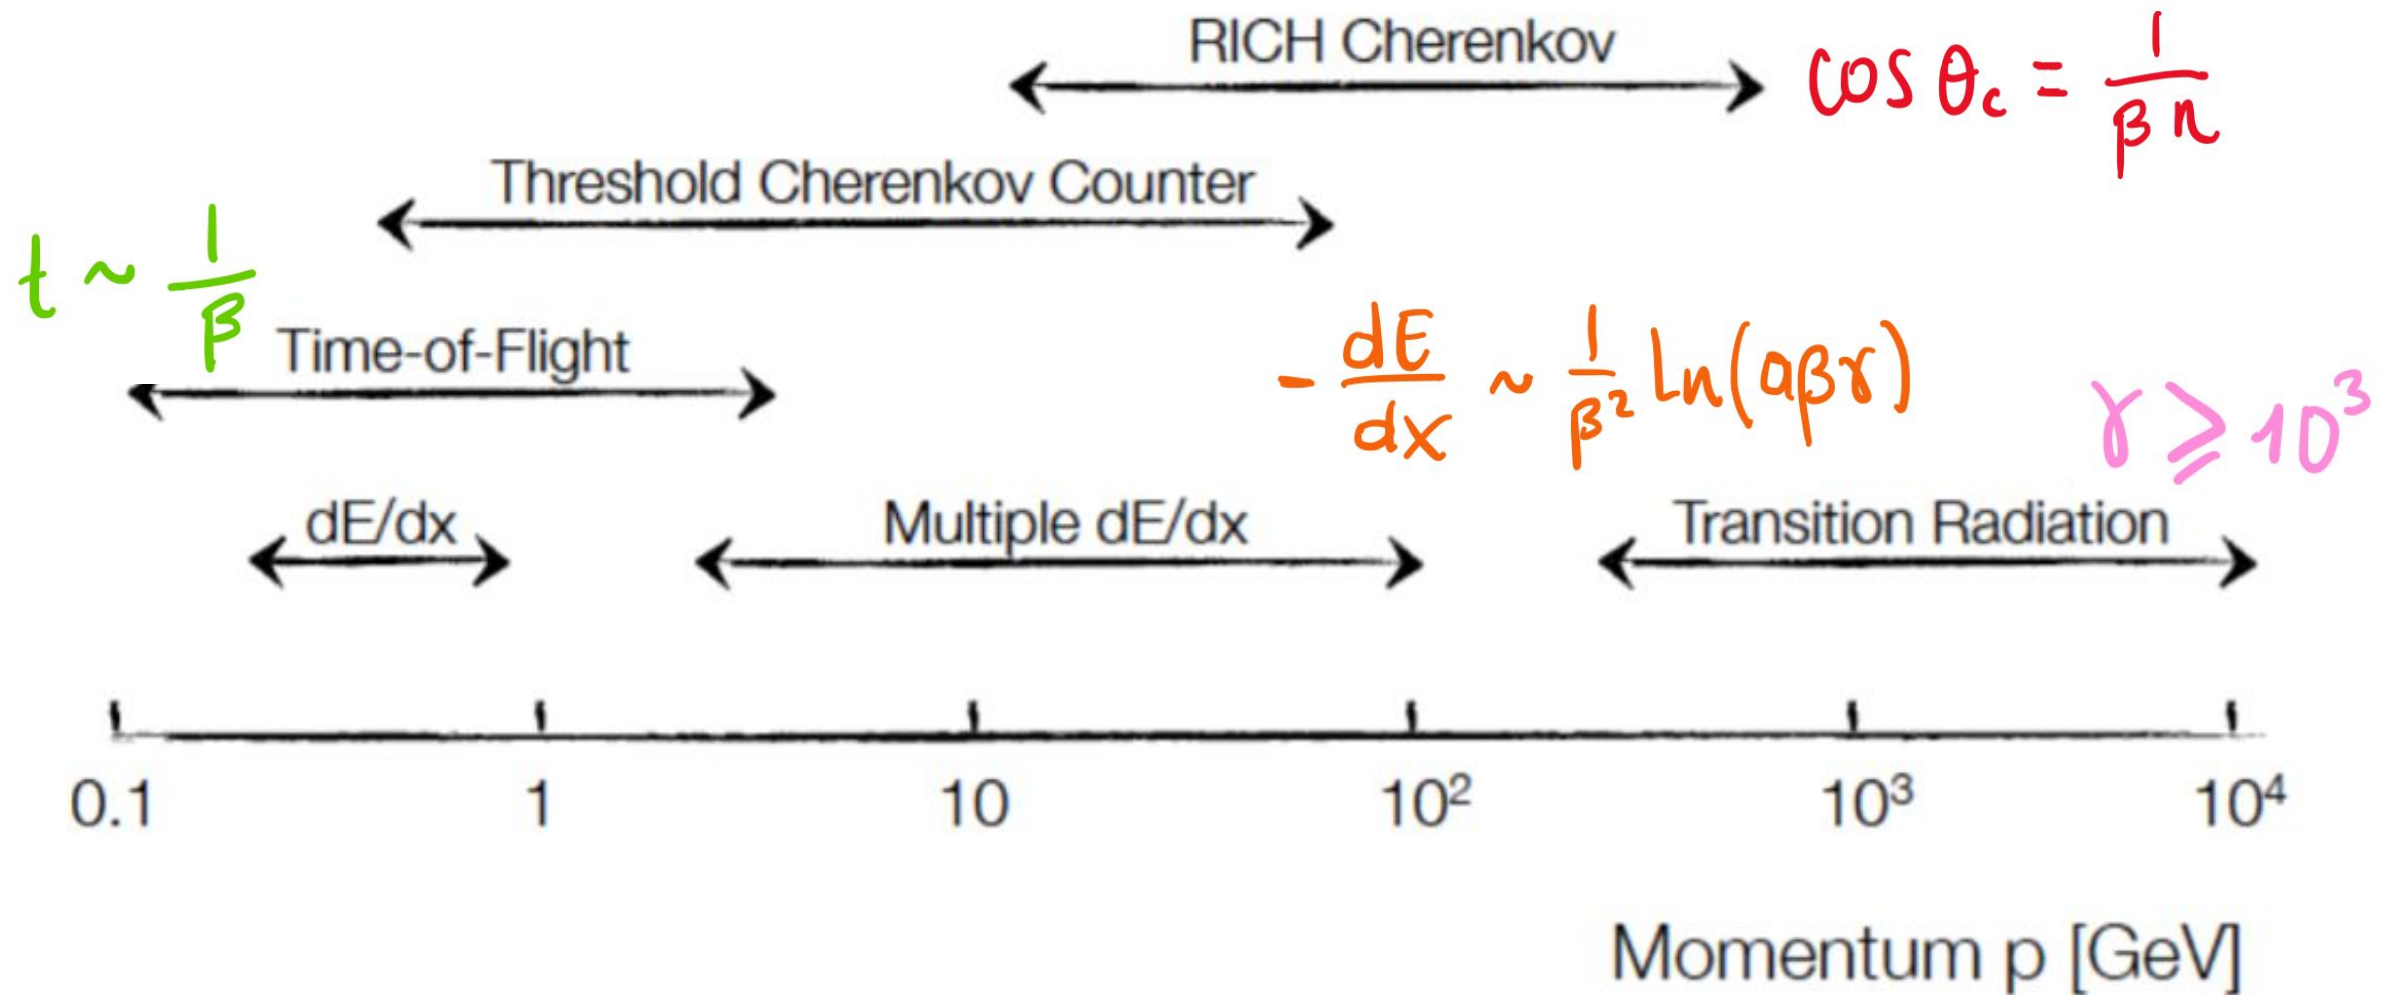 RICH Cherenkov
cos θc = 1/(β n)
Threshold Cherenkov Counter
t ~ 1/β
Time-of-Flight
- dE/dx ~ 1/β² Ln(aβγ)
γ ⩾ 10³
dE/dx
Multiple dE/dx
Transition Radiation
0.1 1 10 10² 10³ 10⁴
Momentum p [GeV]